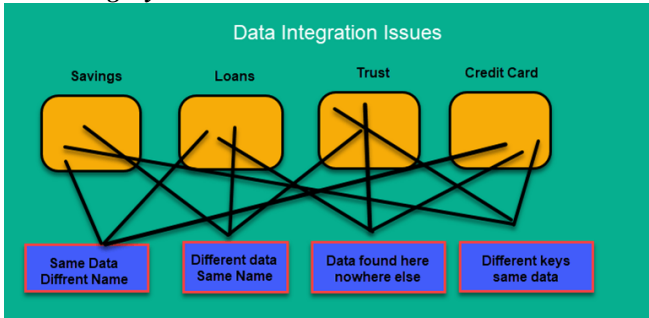 Data Integration Issues
Savings
Loans
Trust
Credit Card
Same Data
Diffrent Name
Different data
Same Name
Data found here
nowhere else
Different keys
same data